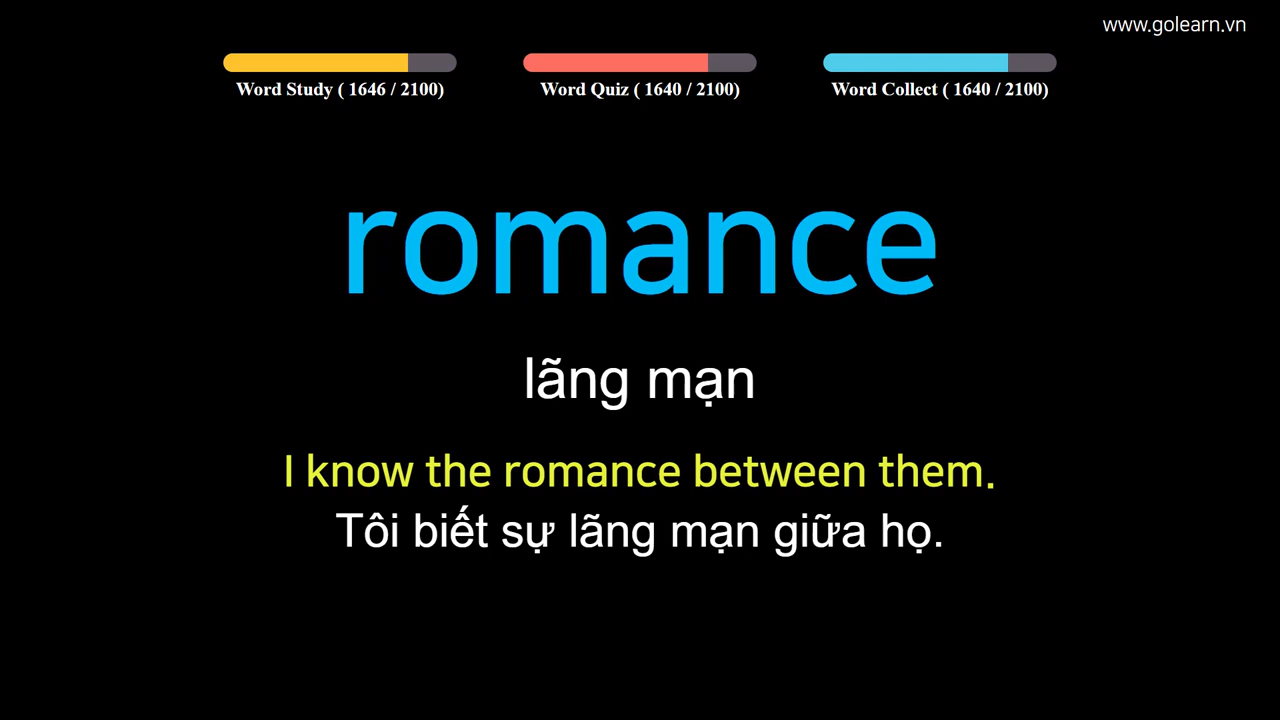 www.golearn.vn
Word Study ( 1646 / 2100)
Word Quiz ( 1640 / 2100)
Word Collect ( 1640 / 2100)
romance
lãng mạn
I know the romance between them.
Tôi biết sự lãng mạn giữa họ.